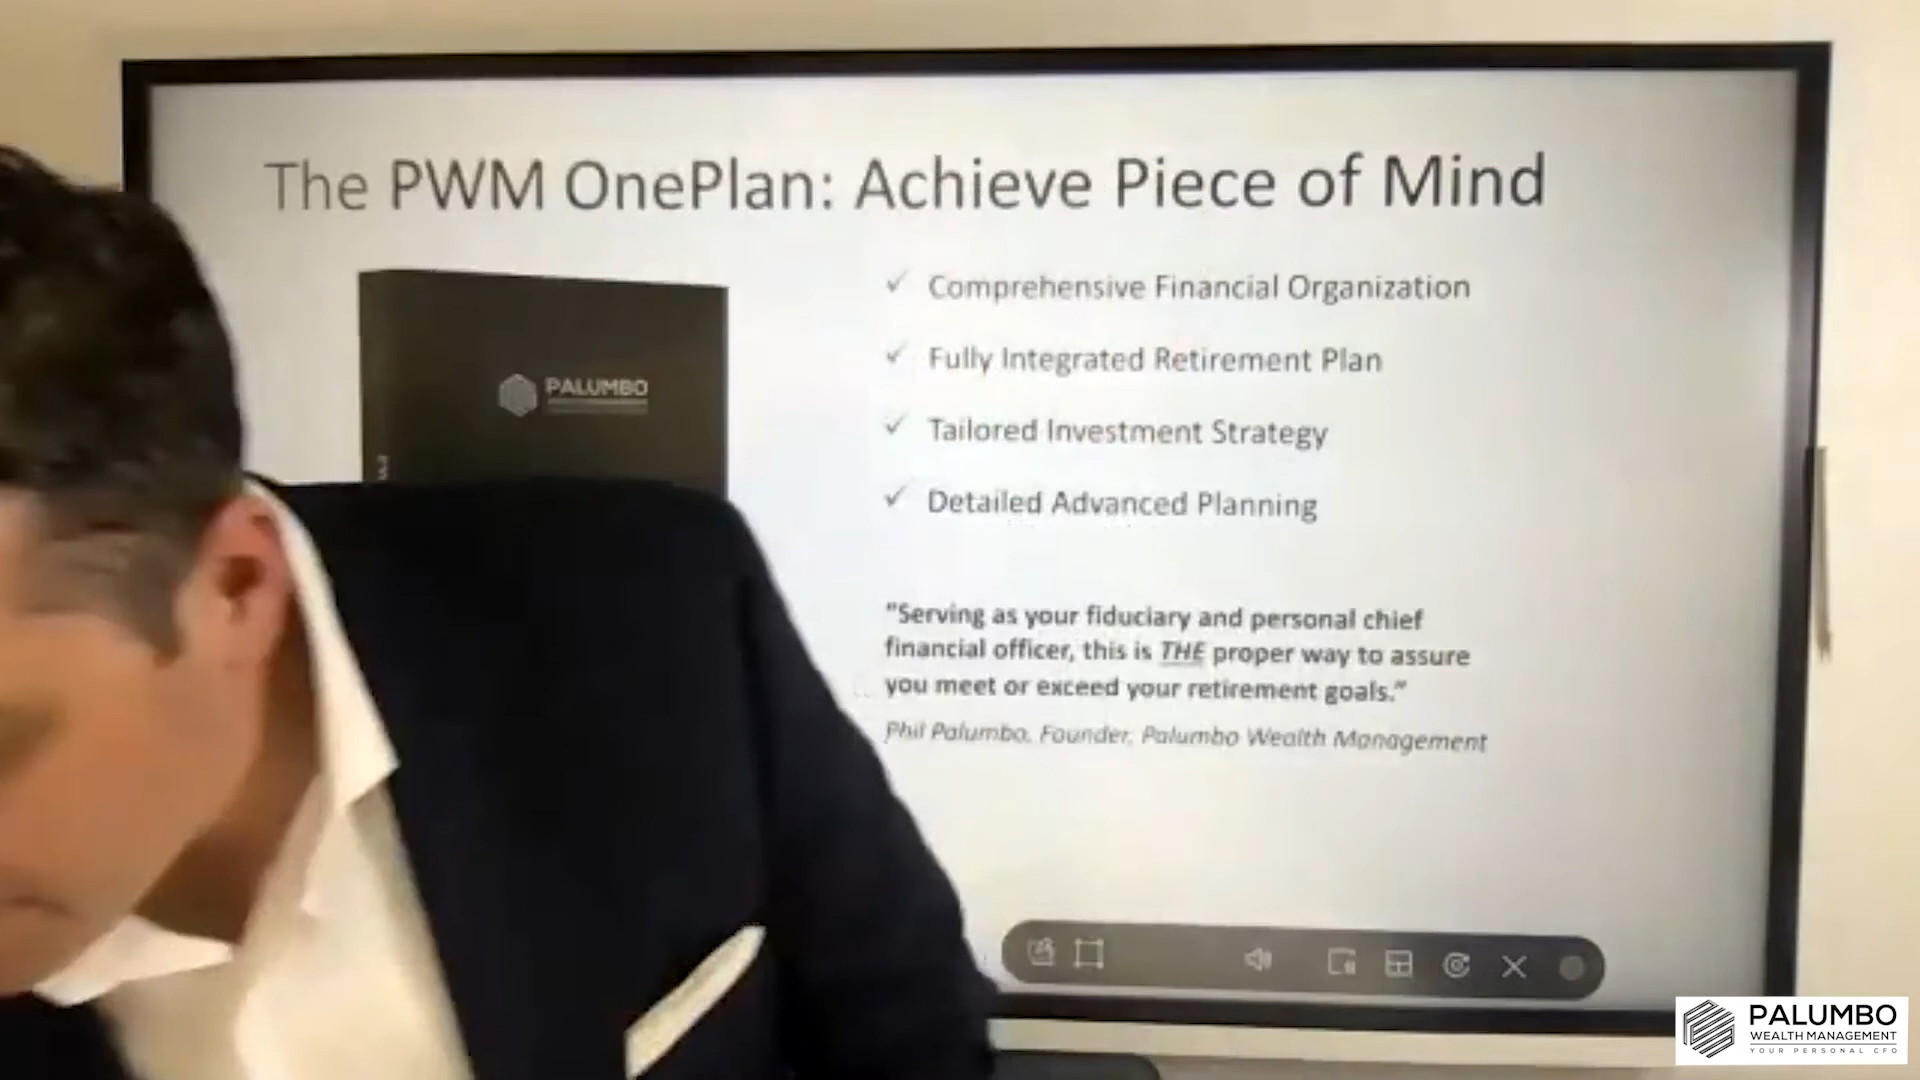 The PWM OnePlan: Achieve Piece of Mind
PALUMBO
✓ Comprehensive Financial Organization
✓ Fully Integrated Retirement Plan
✓ Tailored Investment Strategy
✓ Detailed Advanced Planning
"Serving as your fiduciary and personal chief
financial officer, this is THE proper way to assure
you meet or exceed your retirement goals."
Phil Palumbo, Founder, Palumbo Wealth Management
PALUMBO
WEALTH MANAGEMENT
YOUR PERSONAL CFO